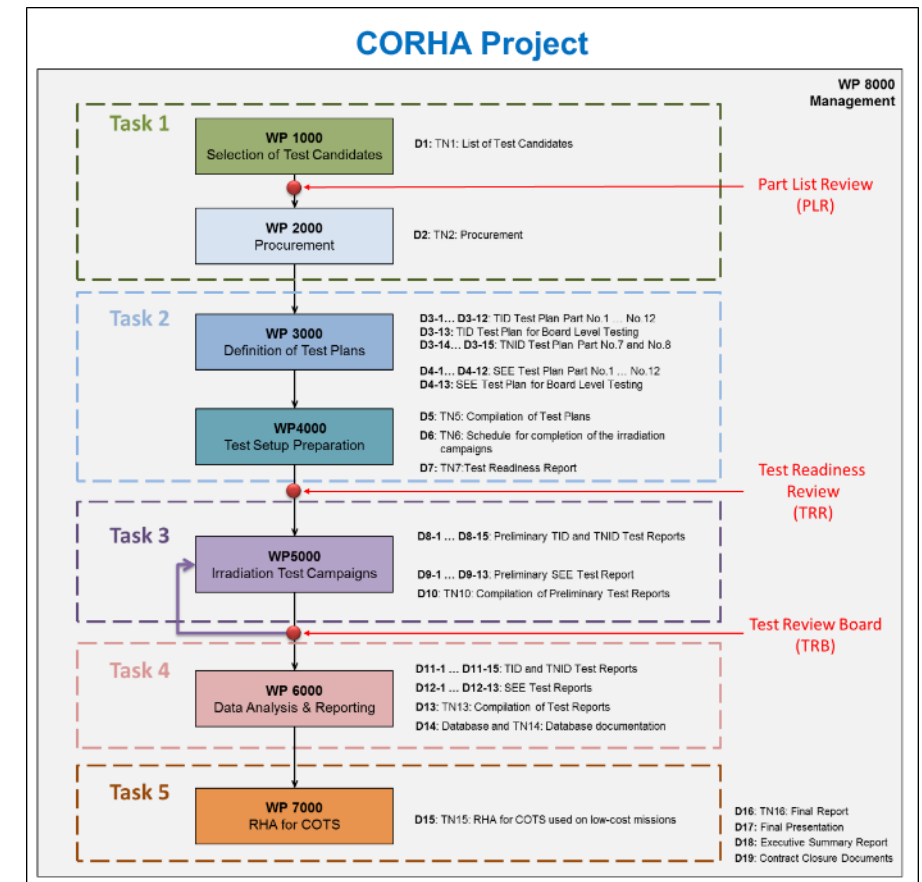 CORHA Project
WP 8000
Management
Task 1
WP 1000
Selection of Test Candidates
D1: TN1: List of Test Candidates
Part List Review
(PLR)
WP 2000
Procurement
D2: TN2: Procurement
Task 2
WP 3000
Definition of Test Plans
D3-1... D3-12: TID Test Plan Part No.1 ... No.12
D3-13: TID Test Plan for Board Level Testing
D3-14... D3-15: TNID Test Plan Part No.7 and No.8
D4-1... D4-12: SEE Test Plan Part No.1 ... No.12
D4-13: SEE Test Plan for Board Level Testing
WP4000
Test Setup Preparation
D5: TN5: Compilation of Test Plans
D6: TN6: Schedule for completion of the irradiation
campaigns
D7: TN7:Test Readiness Report
Test Readiness
Review
(TRR)
Task 3
WP5000
Irradiation Test Campaigns
D8-1 ... D8-15: Preliminary TID and TNID Test Reports
D9-1 ... D9-13: Preliminary SEE Test Report
D10: TN10: Compilation of Preliminary Test Reports
Test Review Board
(TRB)
Task 4
WP 6000
Data Analysis & Reporting
D11-1 ... D11-15: TID and TNID Test Reports
D12-1 ... D12-13: SEE Test Reports
D13: TN13: Compilation of Test Reports
D14: Database and TN14: Database documentation
Task 5
WP 7000
RHA for COTS
D15: TN15: RHA for COTS used on low-cost missions
D16: TN16: Final Report
D17: Final Presentation
D18: Executive Summary Report
D19: Contract Closure Documents